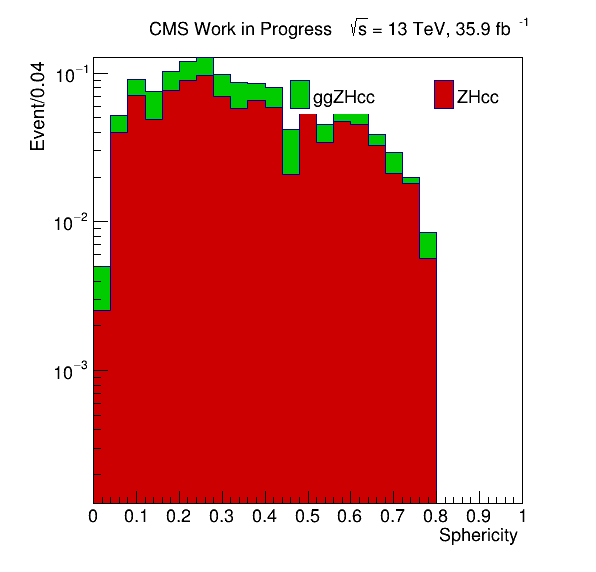 CMS Work in Progress √s = 13 TeV, 35.9 fb⁻¹
Event/0.04
ggZHcc ZHcc
10⁻¹
10⁻²
10⁻³
0 0.1 0.2 0.3 0.4 0.5 0.6 0.7 0.8 0.9 1
Sphericity